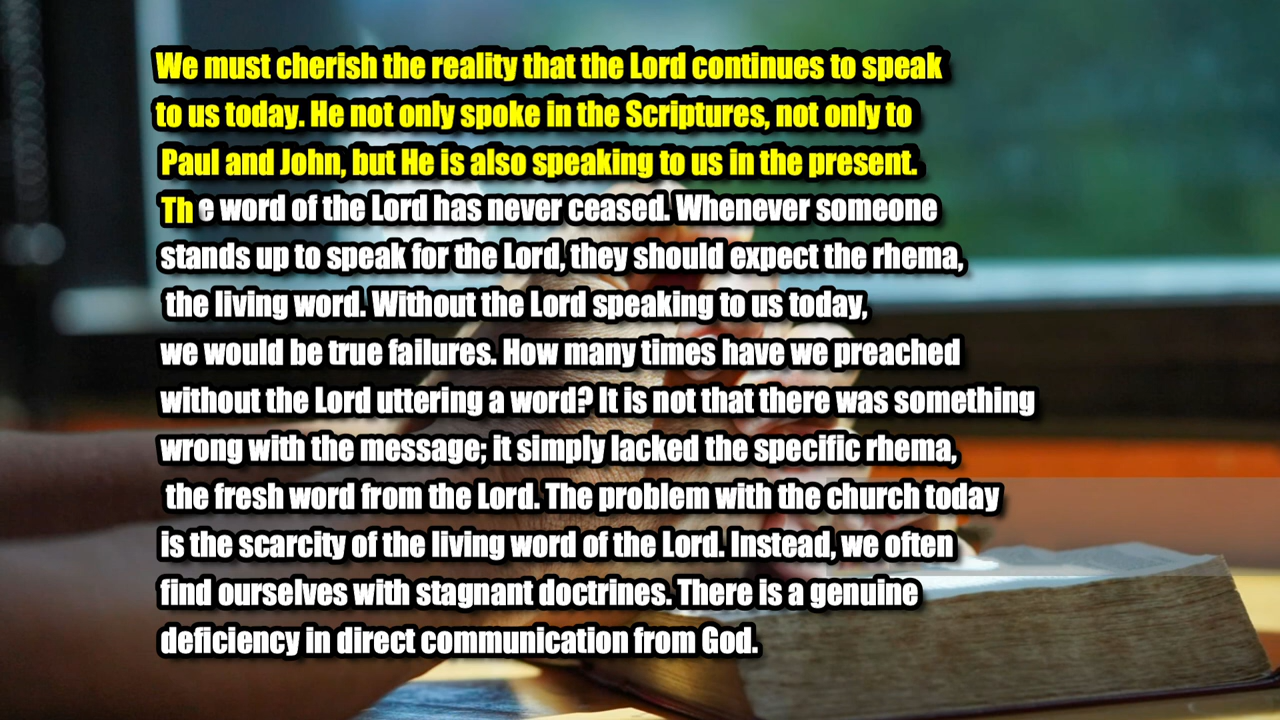 We must cherish the reality that the Lord continues to speak
to us today. He not only spoke in the Scriptures, not only to
Paul and John, but He is also speaking to us in the present.
The word of the Lord has never ceased. Whenever someone
stands up to speak for the Lord, they should expect the rhema,
the living word. Without the Lord speaking to us today,
we would be true failures. How many times have we preached
without the Lord uttering a word? It is not that there was something
wrong with the message; it simply lacked the specific rhema,
the fresh word from the Lord. The problem with the church today
is the scarcity of the living word of the Lord. Instead, we often
find ourselves with stagnant doctrines. There is a genuine
deficiency in direct communication from God.